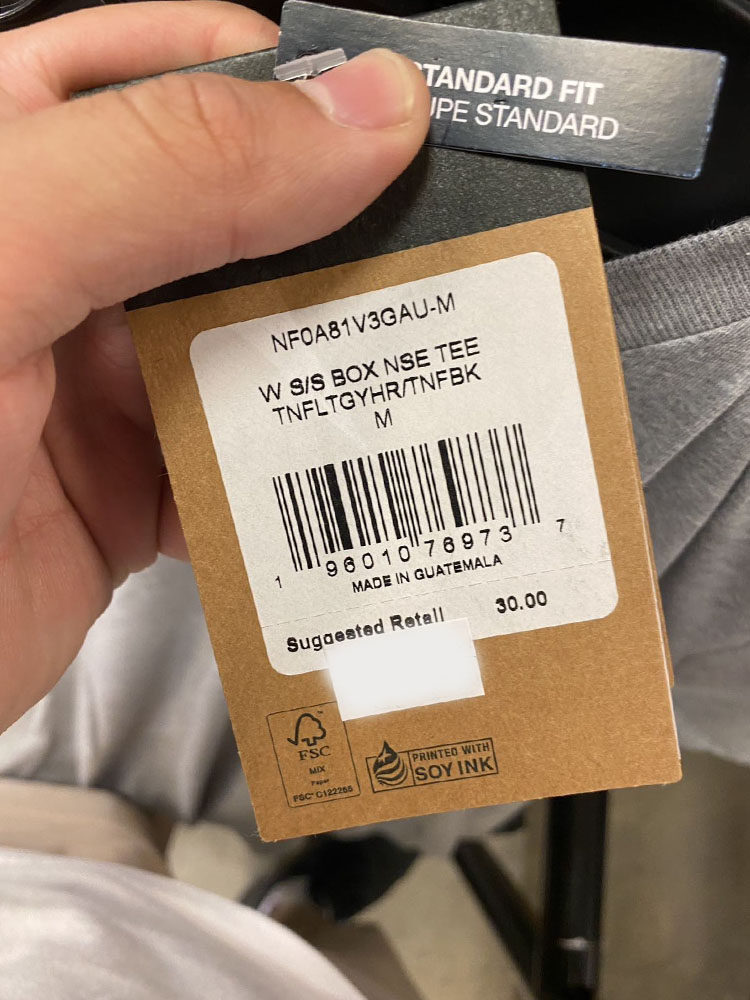 TANDARD FIT
UPE STANDARD
NF0A81V3GAU-M
W S/S BOX NSE TEE
TNFLTGYHR/TNFBK
M
1 96010 76973 7
MADE IN GUATEMALA
Suggested Retail 30.00
FSC
MIX
Paper
FSC® C122265
PRINTED WITH
SOY INK